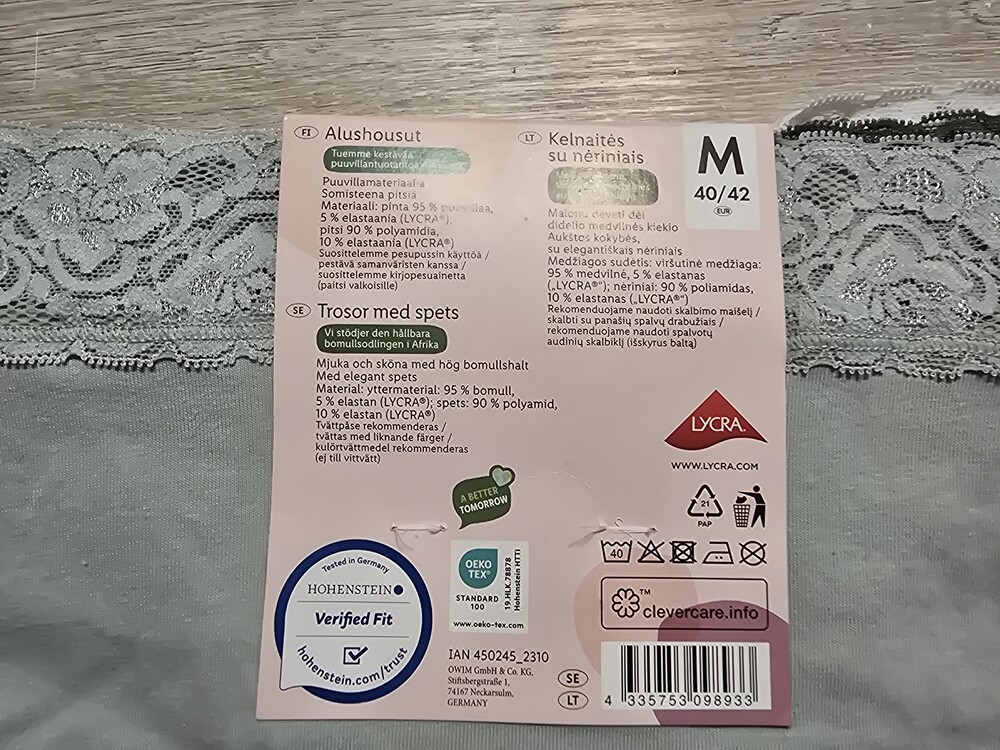 FI Alushousut
Tuemme kestävää
puuvillantuotantoa
Puuvillamateriaalia
Somisteena pitsiä
Materiaali: pinta 95 % puuvillaa,
5 % elastaania (LYCRA®);
pitsi 90 % polyamidia,
10 % elastaania (LYCRA®)
Suosittelemme pesupussin käyttöä /
pestävä samanväristen kanssa /
suosittelemme kirjopesuainetta
(paitsi valkoisille)
SE Trosor med spets
Vi stödjer den hållbara
bomullsodlingen i Afrika
Mjuka och sköna med hög bomullshalt
Med elegant spets
Material: yttermaterial: 95 % bomull,
5 % elastan (LYCRA®); spets: 90 % polyamid,
10 % elastan (LYCRA®)
Tvättpåse rekommenderas /
tvättas med liknande färger /
kulörtvättmedel rekommenderas
(ej till vittvätt)
LT Kelnaitės
su nėriniais
Malonu dėvėti dėl
didelio medvilnės kiekio
Aukštos kokybės,
su elegantiškais nėriniais
Medžiagos sudėtis: viršutinė medžiaga:
95 % medvilnė, 5 % elastanas
(„LYCRA®“); nėriniai: 90 % poliamidas,
10 % elastanas („LYCRA®“)
Rekomenduojame naudoti skalbimo maišelį /
skalbti su panašių spalvų drabužiais /
rekomenduojame naudoti spalvotų
audinių skalbiklį (išskyrus baltą)
M
40/42
EUR
LYCRA®
WWW.LYCRA.COM
21
PAP
40
™
clevercare.info
A BETTER
TOMORROW
Tested in Germany
HOHENSTEIN
Verified Fit
hohenstein.com/trust
OEKO
TEX®
STANDARD
100
19.HLK.78878
Hohenstein HTTI
www.oeko-tex.com
IAN 450245_2310
OWIM GmbH & Co. KG,
Stiftsbergstraße 1,
74167 Neckarsulm,
GERMANY
SE
LT
4 335753 098933